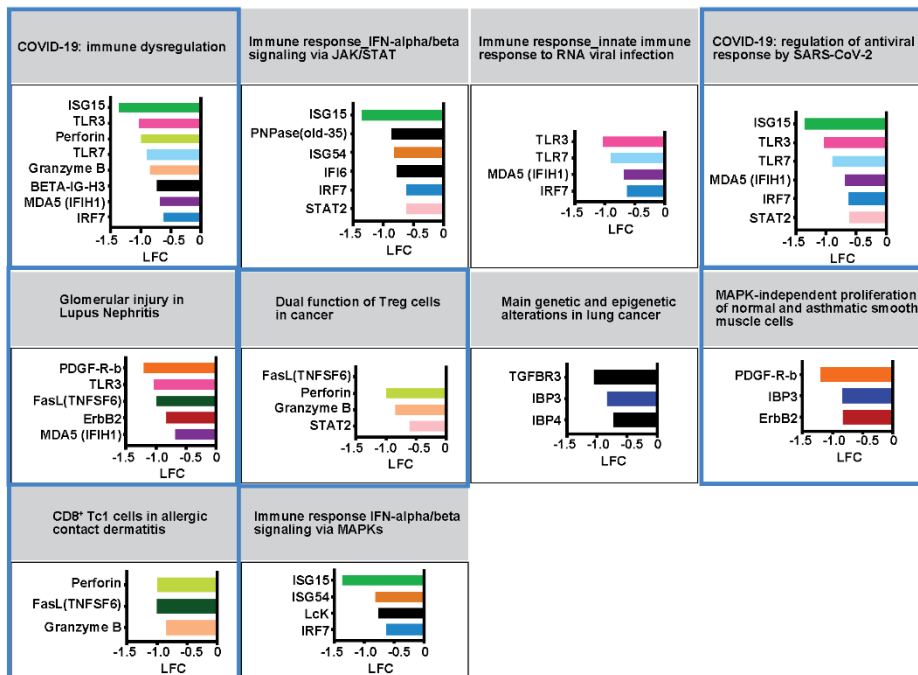 COVID-19: immune dysregulation
ISG15
TLR3
Perforin
TLR7
Granzyme B
BETA-IG-H3
MDA5 (IFIH1)
IRF7
-1.5 -1.0 -0.5 0
LFC
Immune response_IFN-alpha/beta
signaling via JAK/STAT
ISG15
PNPase(old-35)
ISG54
IFI6
IRF7
STAT2
-1.5 -1.0 -0.5 0
LFC
Immune response_innate immune
response to RNA viral infection
TLR3
TLR7
MDA5 (IFIH1)
IRF7
-1.5 -1.0 -0.5 0
LFC
COVID-19: regulation of antiviral
response by SARS-CoV-2
ISG15
TLR3
TLR7
MDA5 (IFIH1)
IRF7
STAT2
-1.5 -1.0 -0.5 0
LFC
Glomerular injury in
Lupus Nephritis
PDGF-R-b
TLR3
FasL(TNFSF6)
ErbB2
MDA5 (IFIH1)
-1.5 -1.0 -0.5 0
LFC
Dual function of Treg cells
in cancer
FasL(TNFSF6)
Perforin
Granzyme B
STAT2
-1.5 -1.0 -0.5 0
LFC
Main genetic and epigenetic
alterations in lung cancer
TGFBR3
IBP3
IBP4
-1.5 -1.0 -0.5 0
LFC
MAPK-independent proliferation
of normal and asthmatic smooth
muscle cells
PDGF-R-b
IBP3
ErbB2
-1.5 -1.0 -0.5 0
LFC
CD8+ Tc1 cells in allergic
contact dermatitis
Perforin
FasL(TNFSF6)
Granzyme B
-1.5 -1.0 -0.5 0
LFC
Immune response IFN-alpha/beta
signaling via MAPKs
ISG15
ISG54
LcK
IRF7
-1.5 -1.0 -0.5 0
LFC